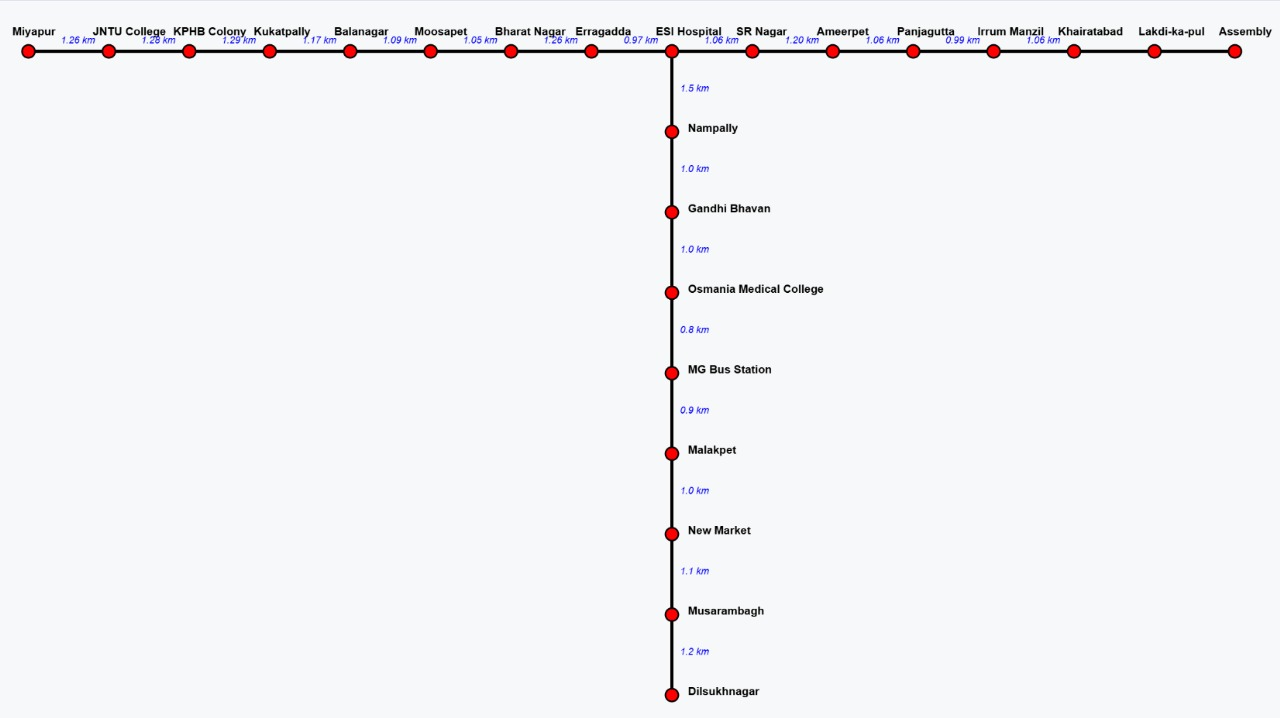 Miyapur JNTU College KPHB Colony Kukatpally Balanagar Moosapet Bharat Nagar Erragadda ESI Hospital SR Nagar Ameerpet Panjagutta Irrum Manzil Khairatabad Lakdi-ka-pul Assembly
1.26 km 1.28 km 1.29 km 1.17 km 1.09 km 1.05 km 1.26 km 0.97 km 1.06 km 1.20 km 1.06 km 0.99 km 1.06 km
1.5 km
Nampally
1.0 km
Gandhi Bhavan
1.0 km
Osmania Medical College
0.8 km
MG Bus Station
0.9 km
Malakpet
1.0 km
New Market
1.1 km
Musarambagh
1.2 km
Dilsukhnagar